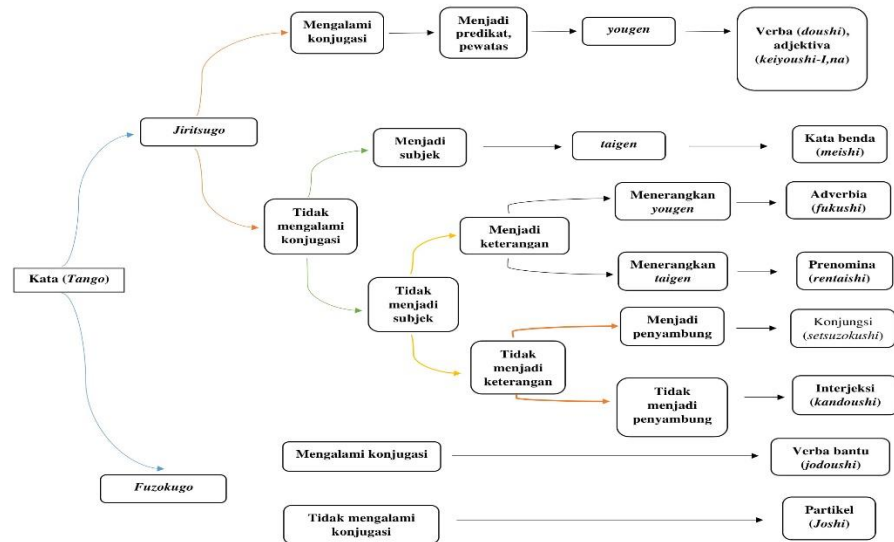 Mengalami
konjugasi
Menjadi
predikat,
pewatas
yougen
Verba (doushi),
adjektiva
(keiyoushi-I,na)
Jiritsugo
Menjadi
subjek
taigen
Kata benda
(meishi)
Tidak
mengalami
konjugasi
Menjadi
keterangan
Menerangkan
yougen
Adverbia
(fukushi)
Menerangkan
taigen
Prenomina
(rentaishi)
Kata (Tango)
Tidak
menjadi
subjek
Tidak
menjadi
keterangan
Menjadi
penyambung
Konjungsi
(setsuzokushi)
Tidak
menjadi
penyambung
Interjeksi
(kandoushi)
Fuzokugo
Mengalami konjugasi
Verba bantu
(jodoushi)
Tidak mengalami
konjugasi
Partikel
(Joshi)